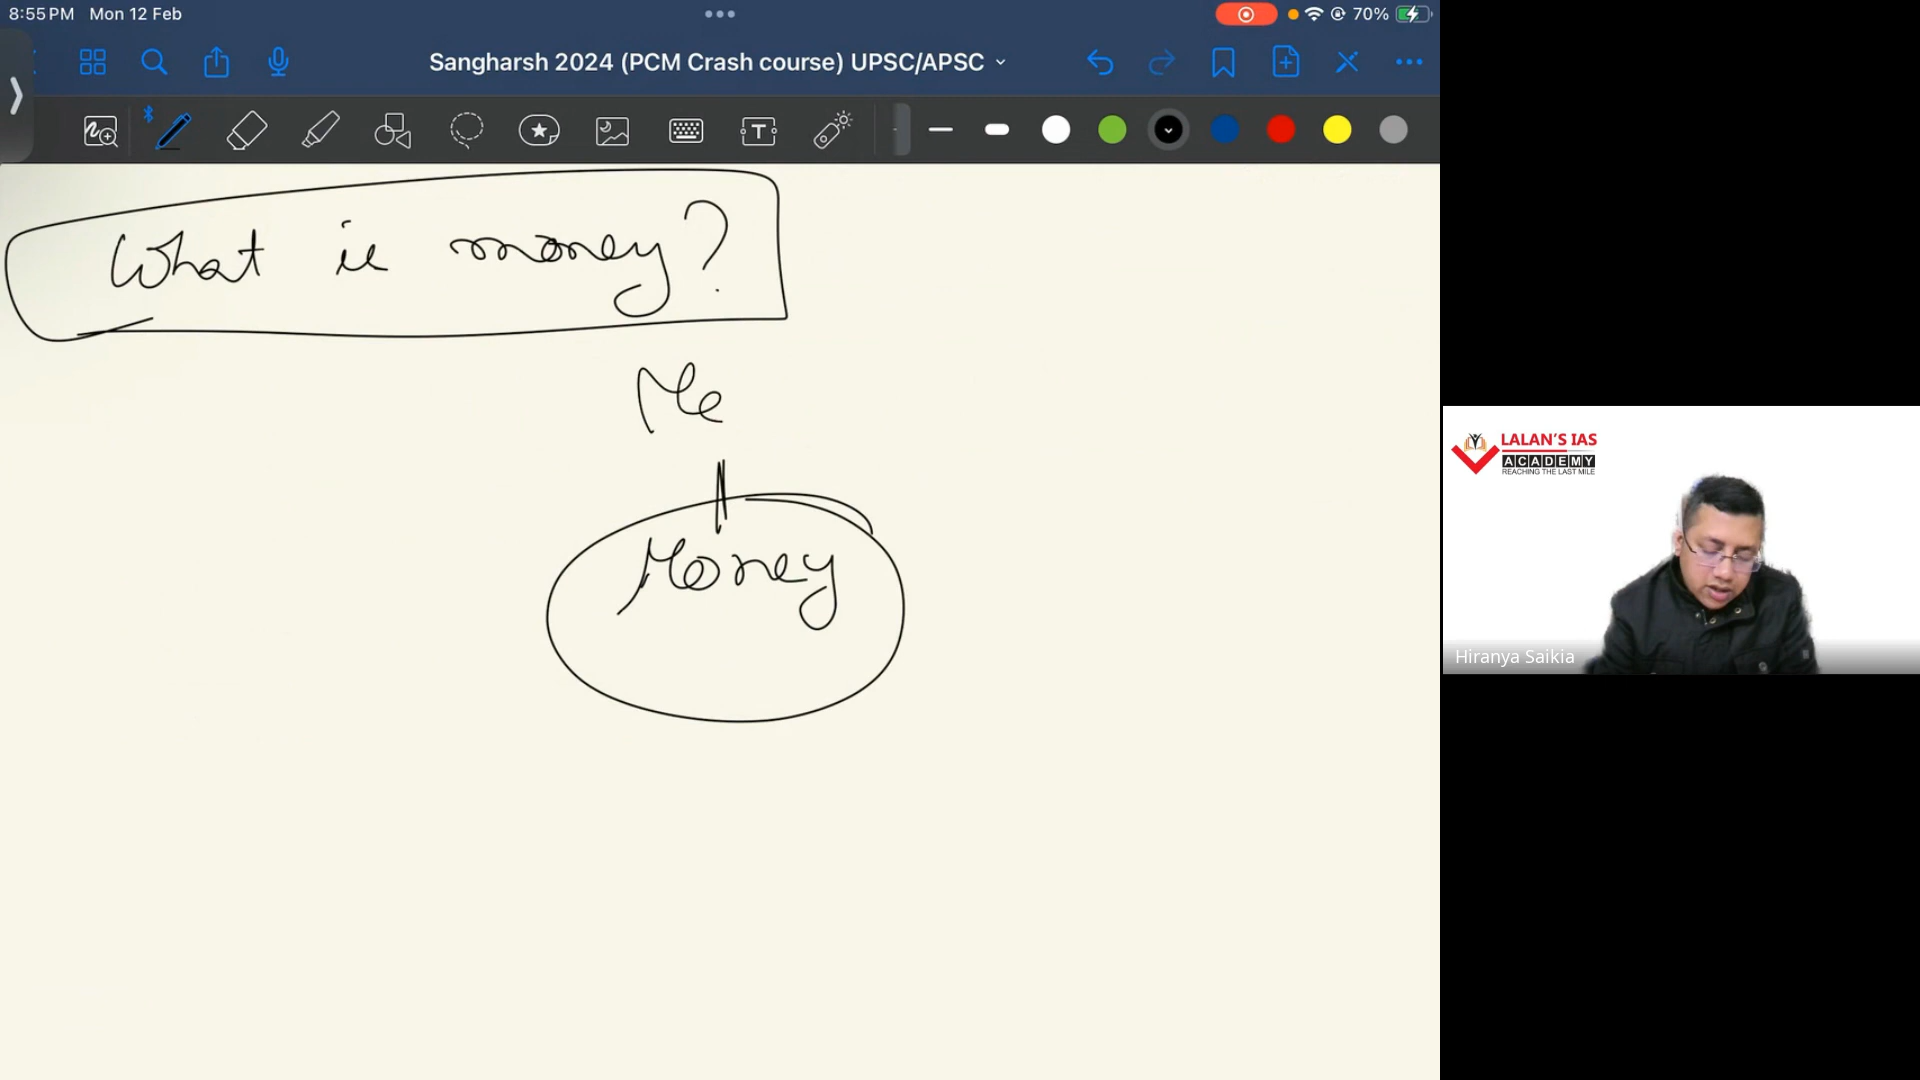 8:55 PM Mon 12 Feb
70%
Sangharsh 2024 (PCM Crash course) UPSC/APSC
T
What is money?
Me
Money
LALAN'S IAS
ACADEMY
REACHING THE LAST MILE
Hiranya Saikia